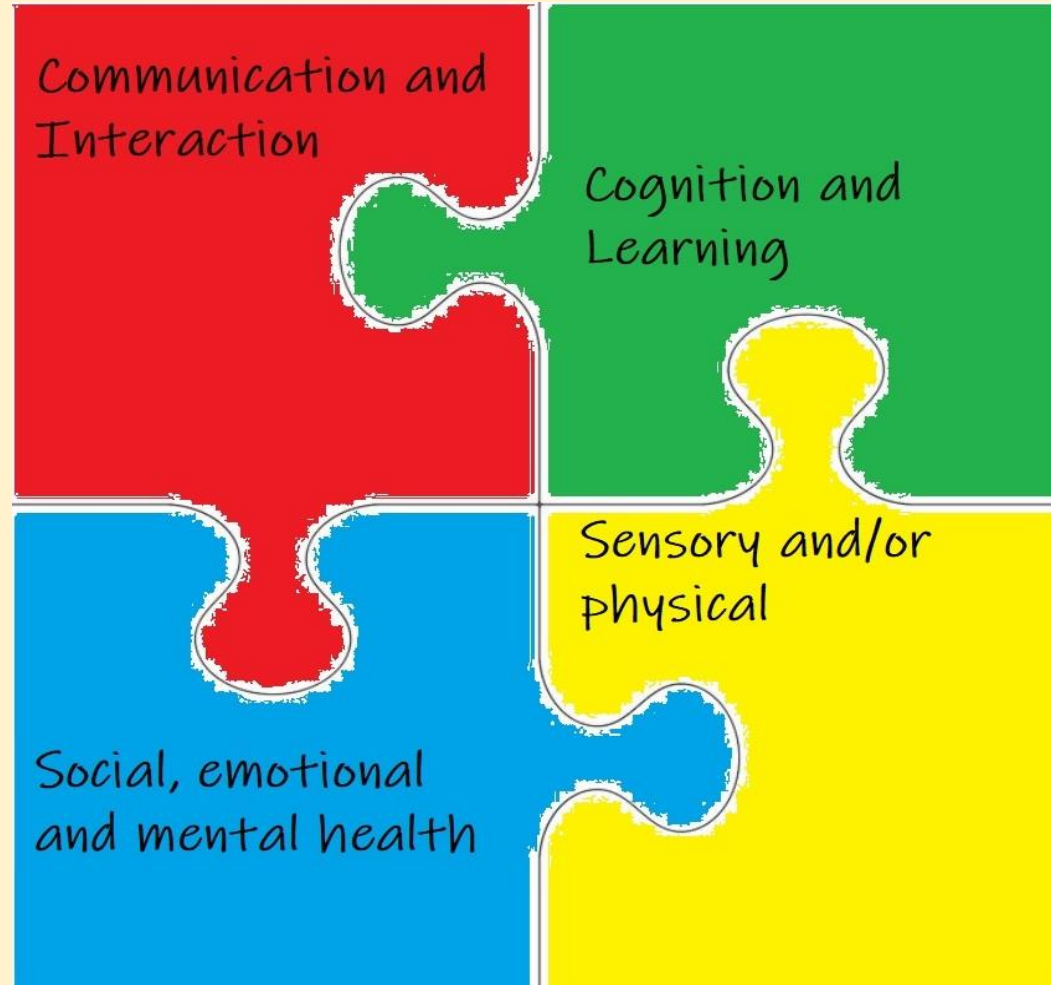 Communication and
Interaction
Cognition and
Learning
Sensory and/or
physical
Social, emotional
and mental health